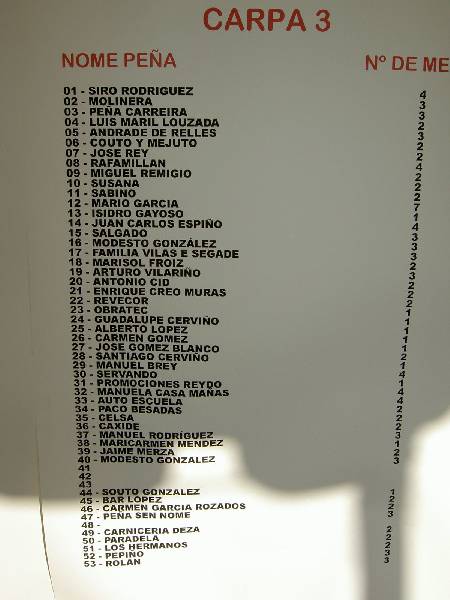 CARPA 3
NOME PEÑA Nº DE ME
01 - SIRO RODRIGUEZ 4
02 - MOLINERA 3
03 - PEÑA CARREIRA 3
04 - LUIS MARIL LOUZADA 2
05 - ANDRADE DE RELLES 3
06 - COUTO Y MEJUTO 2
07 - JOSE REY 2
08 - RAFAMILLAN 4
09 - MIGUEL REMIGIO 2
10 - SUSANA 2
11 - SABINO 2
12 - MARIO GARCIA 7
13 - ISIDRO GAYOSO 1
14 - JUAN CARLOS ESPIÑO 4
15 - SALGADO 3
16 - MODESTO GONZÁLEZ 3
17 - FAMILIA VILAS E SEGADE 3
18 - MARISOL FROIZ 2
19 - ARTURO VILARIÑO 3
20 - ANTONIO CID 2
21 - ENRIQUE CREO MURAS 2
22 - REVECOR 2
23 - OBRATEC 1
24 - GUADALUPE CERVIÑO 1
25 - ALBERTO LOPEZ 1
26 - CARMEN GOMEZ 1
27 - JOSE GOMEZ BLANCO 1
28 - SANTIAGO CERVIÑO 2
29 - MANUEL BREY 1
30 - SERVANDO 4
31 - PROMOCIONES REYDO 1
32 - MANUELA CASA MAÑAS 4
33 - AUTO ESCUELA 4
34 - PACO BESADAS 2
35 - CELSA 2
36 - CAXIDE 2
37 - MANUEL RODRÍGUEZ 3
38 - MARICARMEN MENDEZ 1
39 - JAIME MERZA 2
40 - MODESTO GONZALEZ 3
41
42
43
44 - SOUTO GONZALEZ 1
45 - BAR LOPEZ 2
46 - CARMEN GARCIA ROZADOS 2
47 - PEÑA SEN NOME 3
48 -
49 - CARNICERIA DEZA 2
50 - PARADELA 2
51 - LOS HERMANOS 2
52 - PEPIÑO 3
53 - ROLAN 3